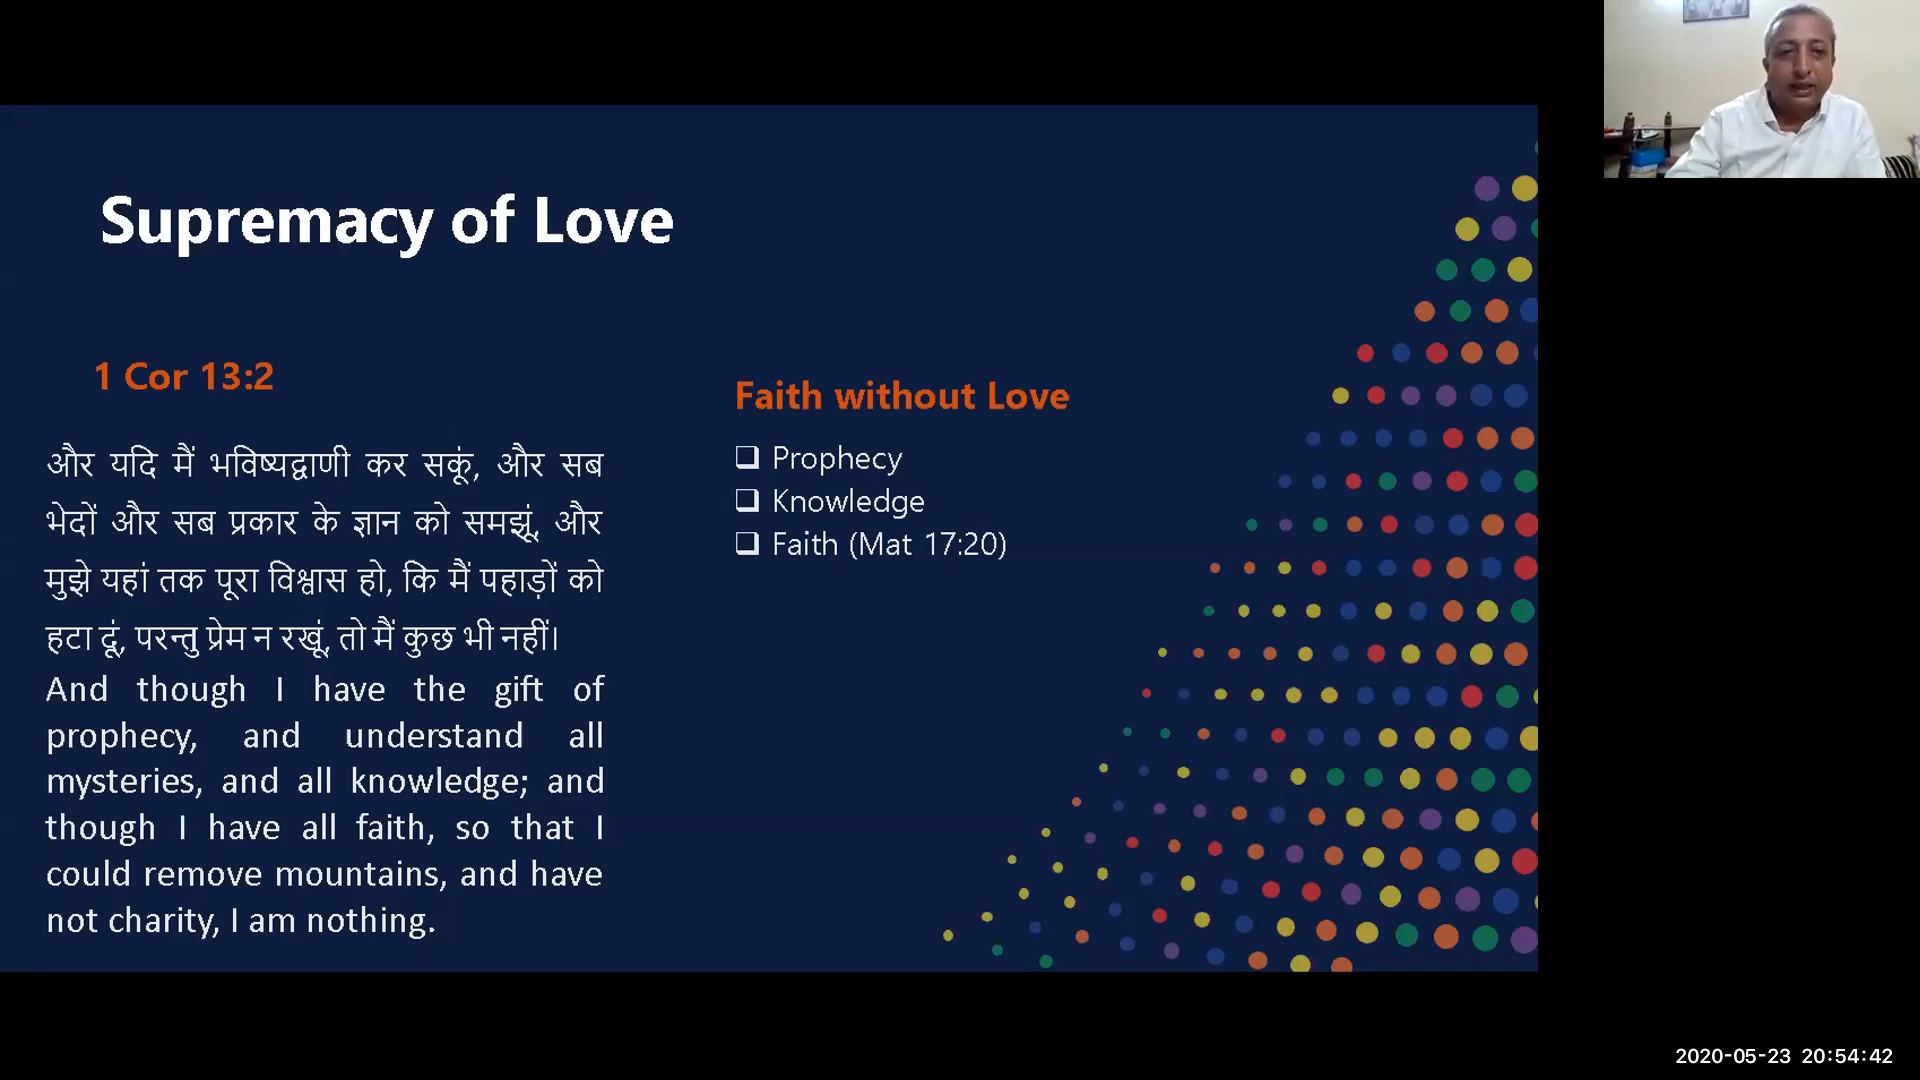 Supremacy of Love
1 Cor 13:2
और यदि मैं भविष्यद्वाणी कर सकूं, और सब
भेदों और सब प्रकार के ज्ञान को समझूं, और
मुझे यहां तक पूरा विश्वास हो, कि मैं पहाड़ों को
हटा दूं, परन्तु प्रेम न रखूं, तो मैं कुछ भी नहीं।
And though I have the gift of
prophecy, and understand all
mysteries, and all knowledge; and
though I have all faith, so that I
could remove mountains, and have
not charity, I am nothing.
Faith without Love
❑ Prophecy
❑ Knowledge
❑ Faith (Mat 17:20)
2020-05-23 20:54:42